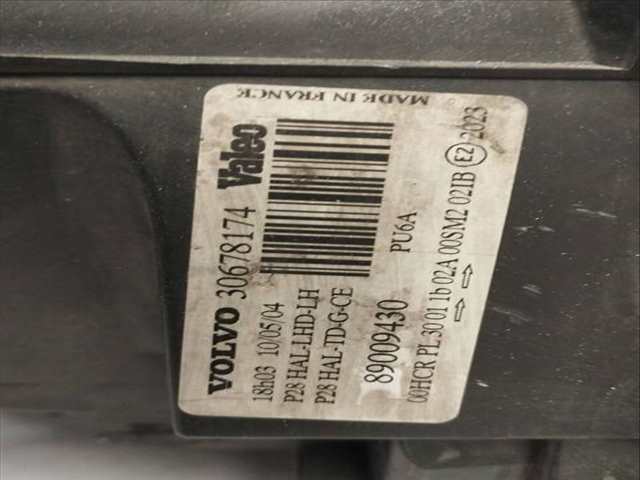 VOLVO 30678174 Valeo
18h03 10/05/04
P28 HAL-LHD-LH
P28 HAL-TD-G-CE
89009430 PU6A
00HCR PL 30 01 1b 02A 00SM2 02IB E2 2023
MADE IN FRANCE